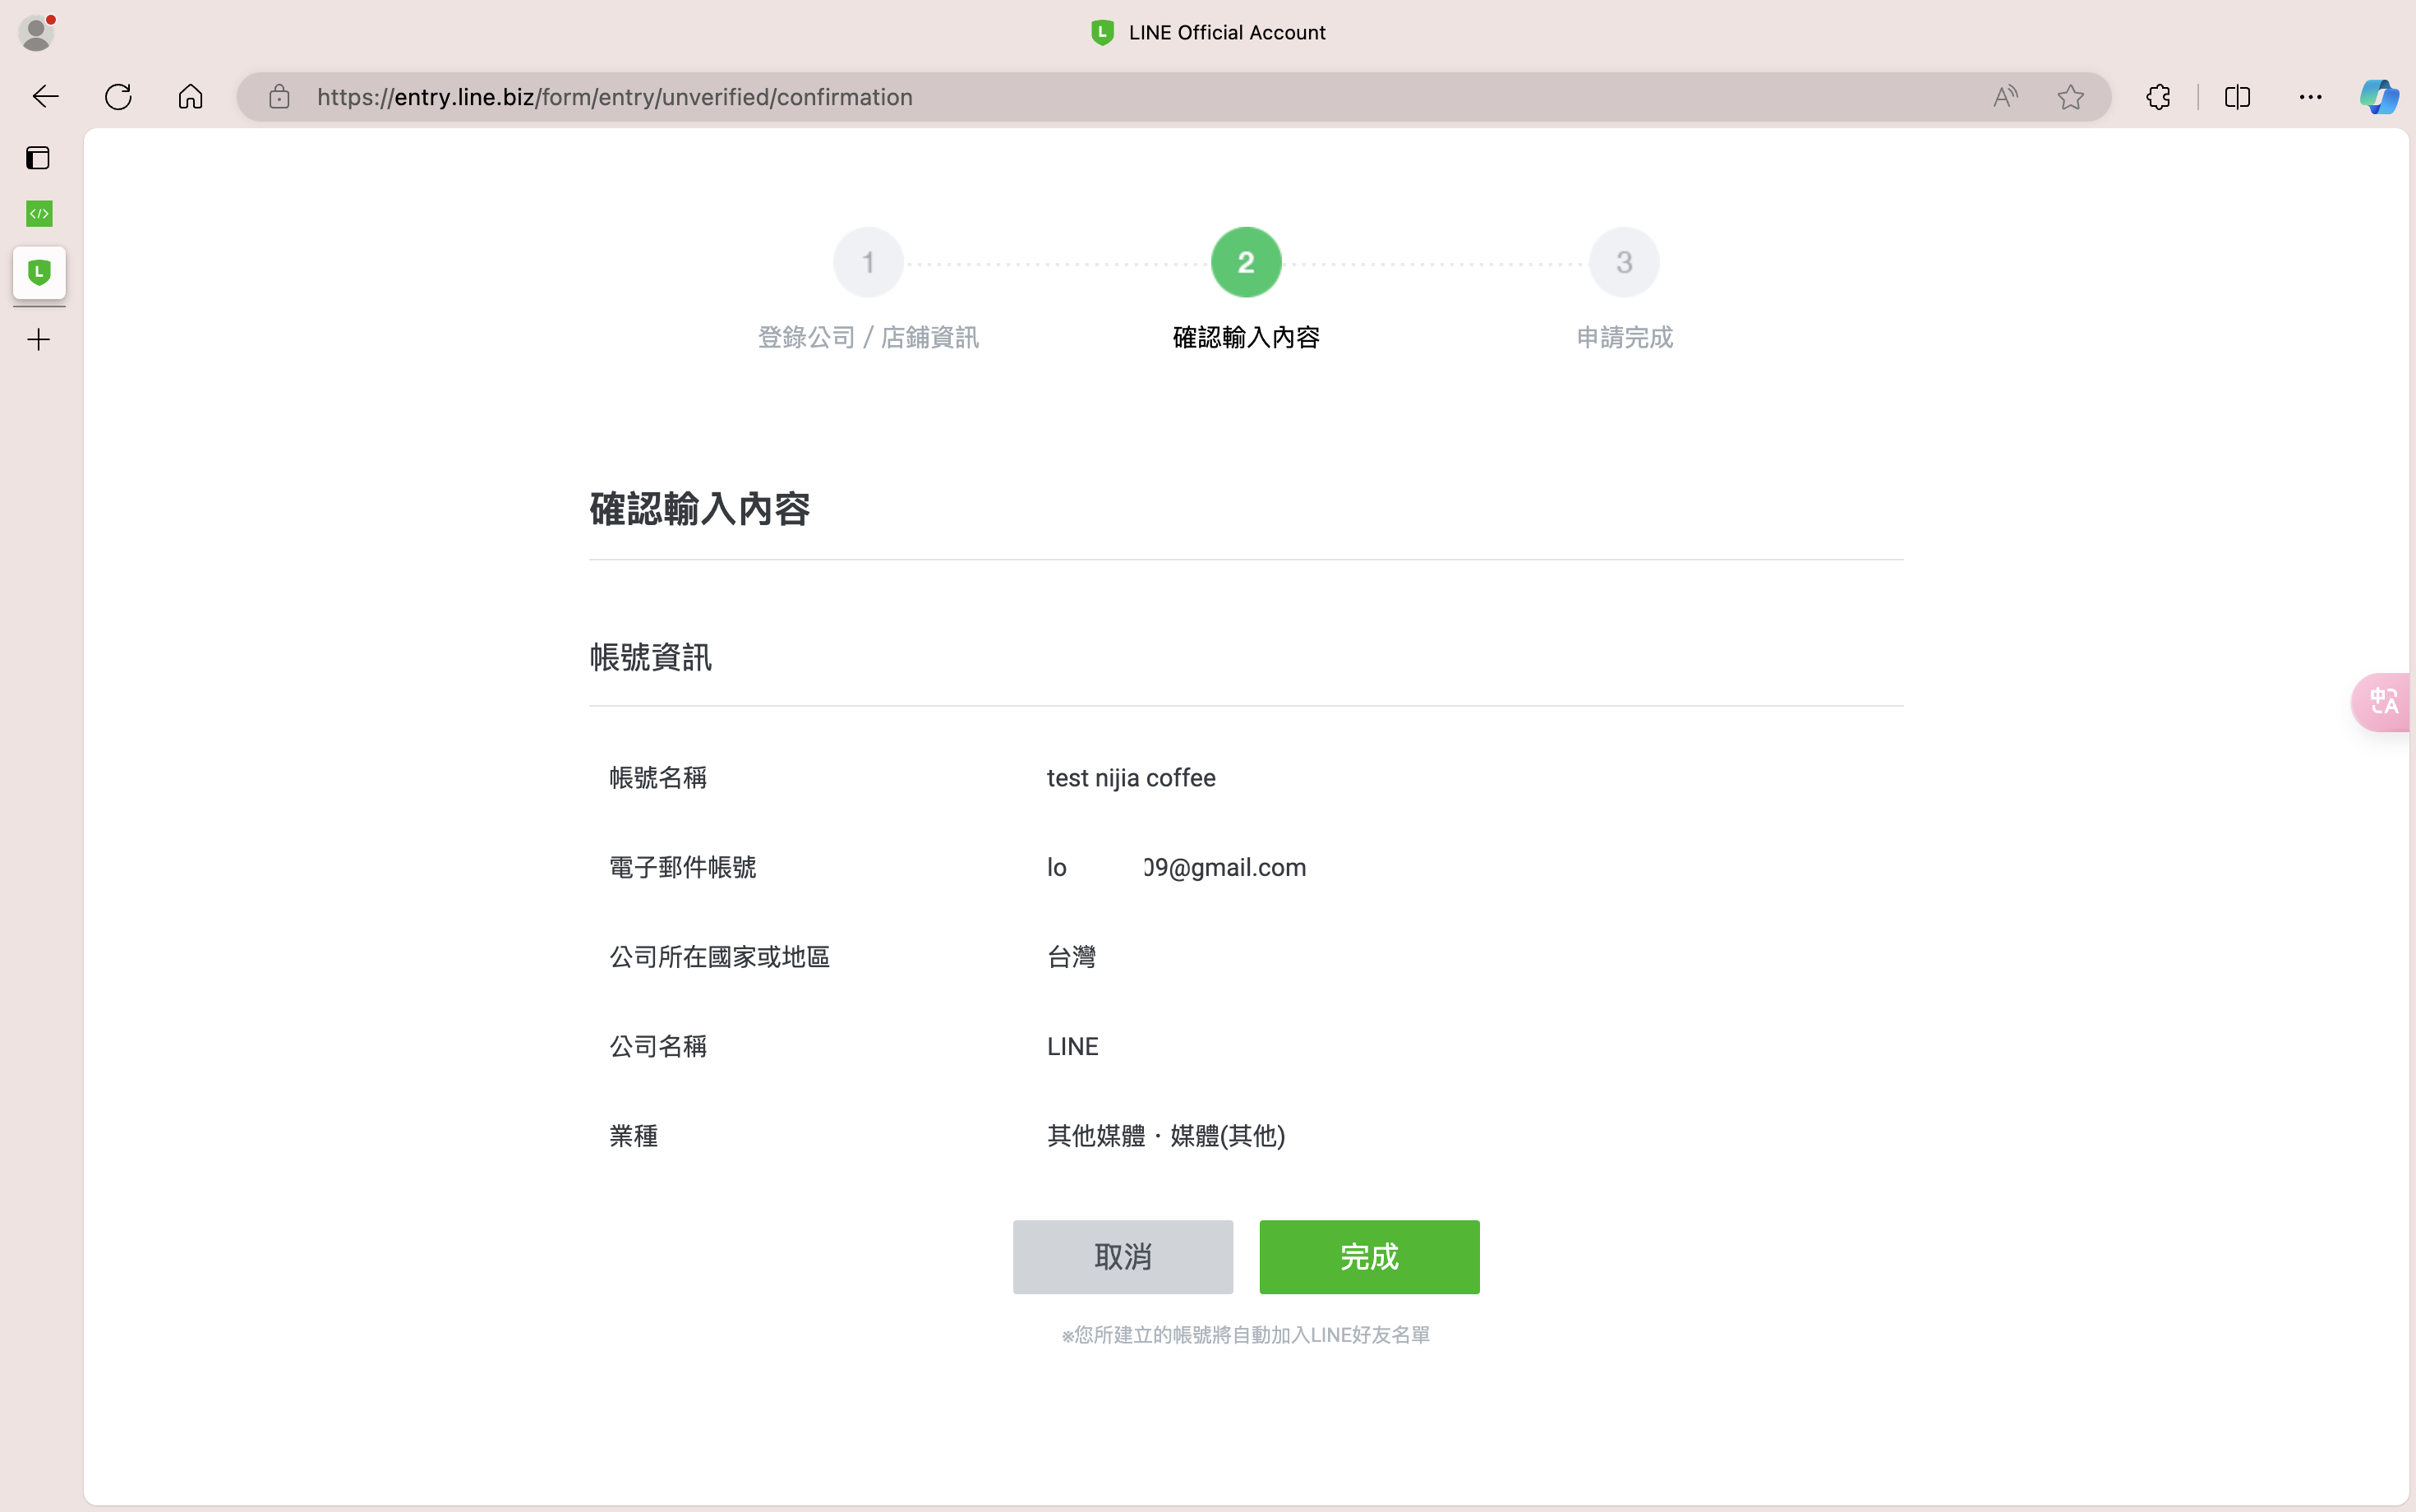 LINE Official Account
https://entry.line.biz/form/entry/unverified/confirmation
1
2
3
登錄公司 / 店鋪資訊
確認輸入內容
申請完成
確認輸入內容
帳號資訊
帳號名稱 test nijia coffee
電子郵件帳號 lo 09@gmail.com
公司所在國家或地區 台灣
公司名稱 LINE
業種 其他媒體・媒體(其他)
取消 完成
※您所建立的帳號將自動加入LINE好友名單